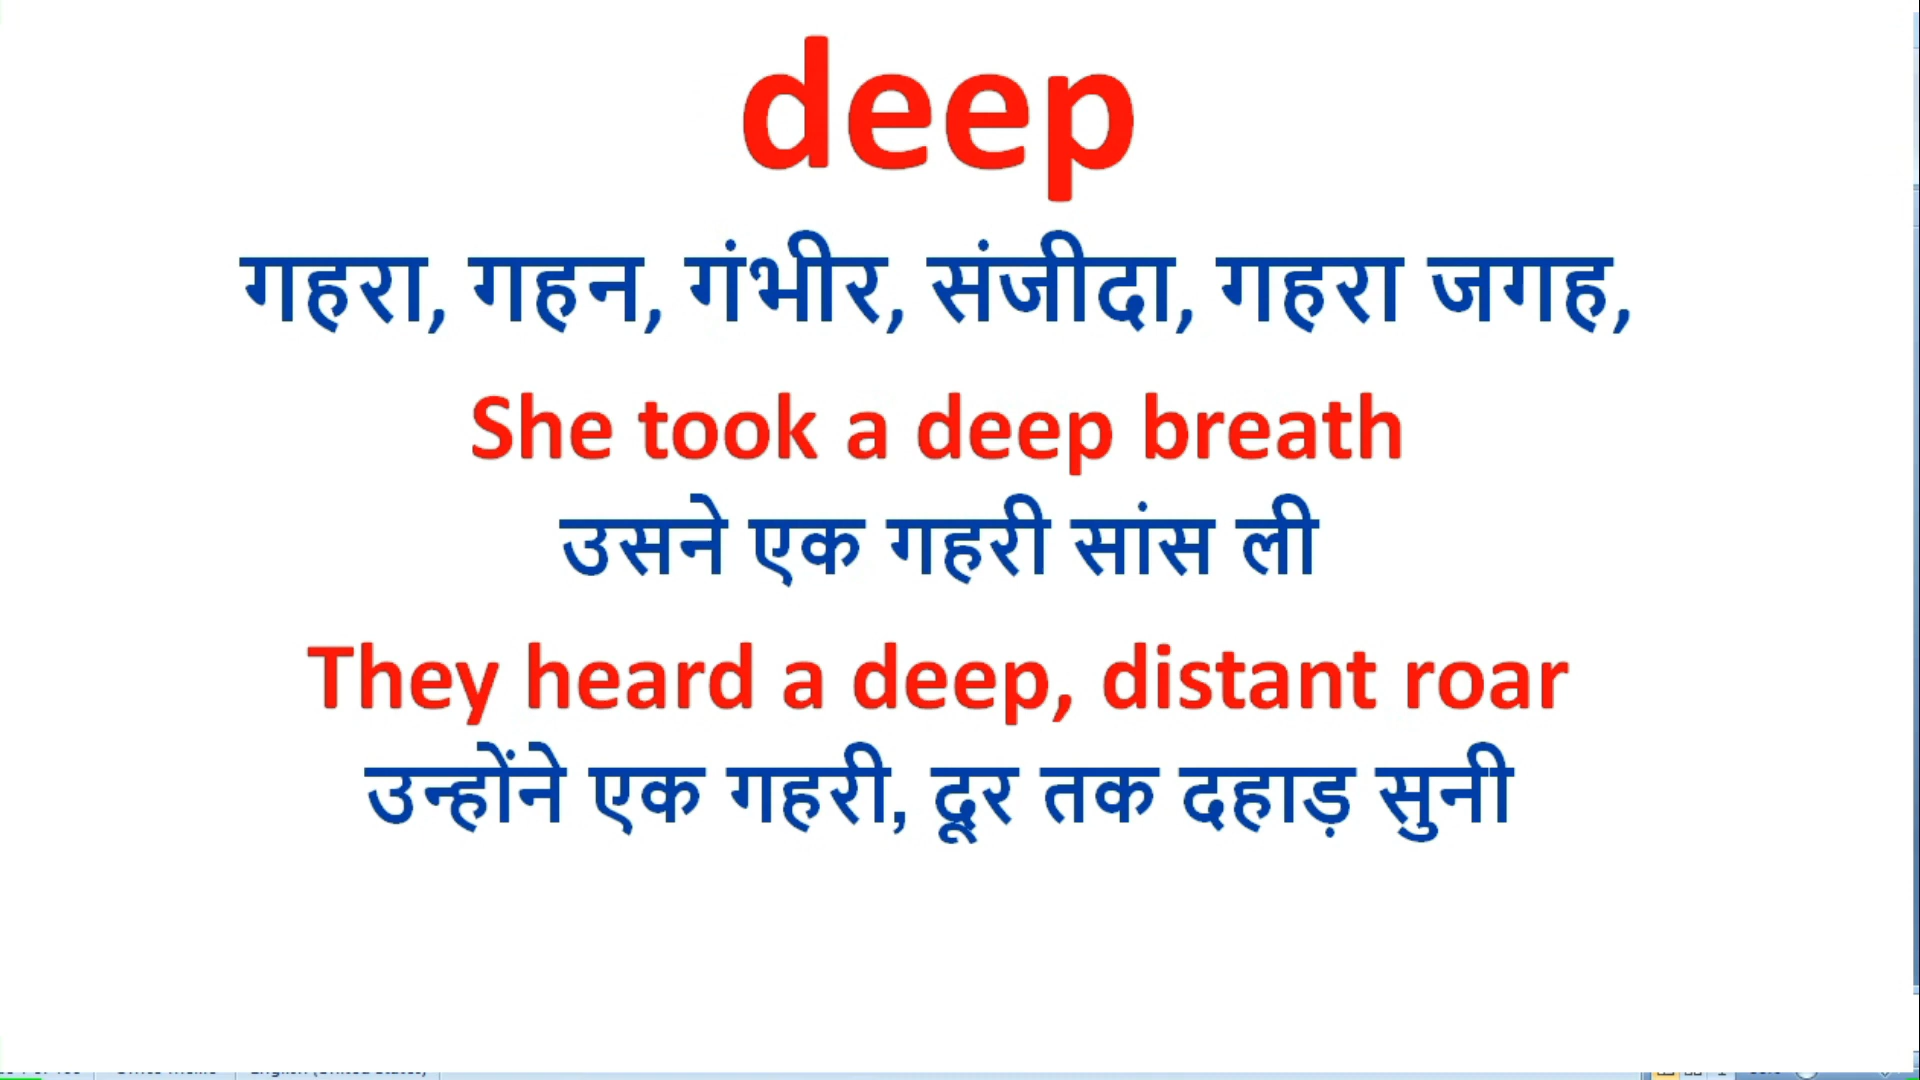 deep
गहरा, गहन, गंभीर, संजीदा, गहरा जगह,
She took a deep breath
उसने एक गहरी सांस ली
They heard a deep, distant roar
उन्होंने एक गहरी, दूर तक दहाड़ सुनी